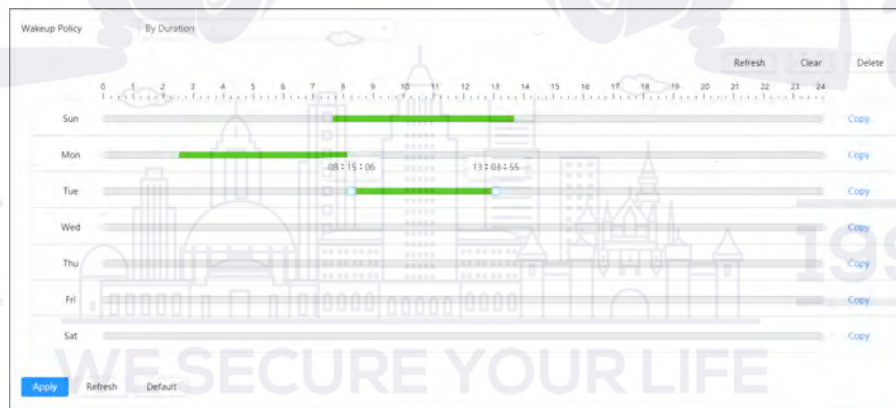 Wakeup Policy By Duration
Refresh Clear Delete
0 1 2 3 4 5 6 7 8 9 10 11 12 13 14 15 16 17 18 19 20 21 22 23 24
Sun Copy
Mon Copy
08:15:06 13:03:55
Tue Copy
Wed Copy
Thu Copy
Fri Copy
Sat Copy
199
WE SECURE YOUR LIFE
Apply Refresh Default